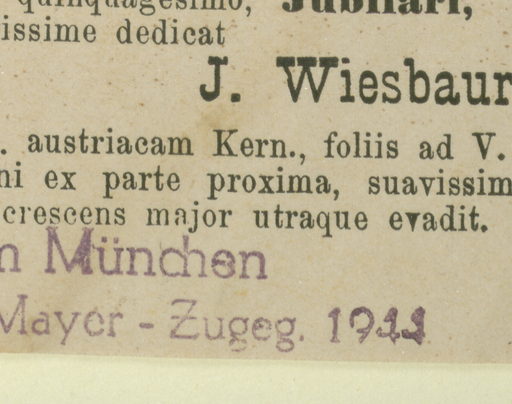 quinquagesimo, Jubilari,
issime dedicat
J. Wiesbaur
. austriacam Kern., foliis ad V.
ni ex parte proxima, suavissim
crescens major utraque evadit.
München
Mayer - Zugeg.